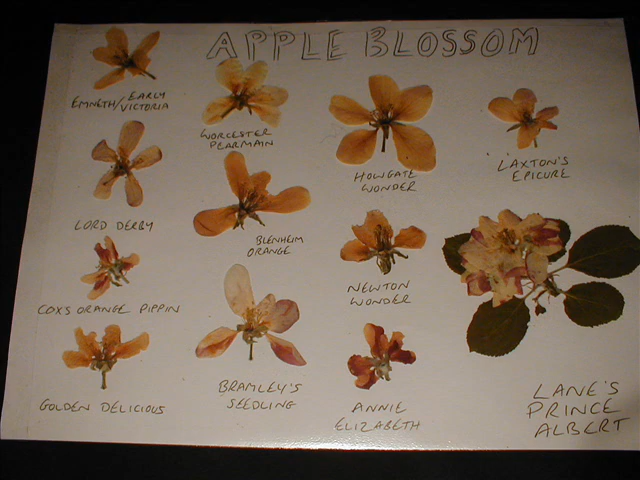 APPLE BLOSSOM
EMNETH/EARLY
VICTORIA
WORCESTER
PEARMAIN
HOWGATE
WONDER
LAXTON'S
EPICURE
LORD DERBY
BLENHEIM
ORANGE
COXS ORANGE PIPPIN
NEWTON
WONDER
GOLDEN DELICIOUS
BRAMLEY'S
SEEDLING
ANNIE
ELIZABETH
LANE'S
PRINCE
ALBERT